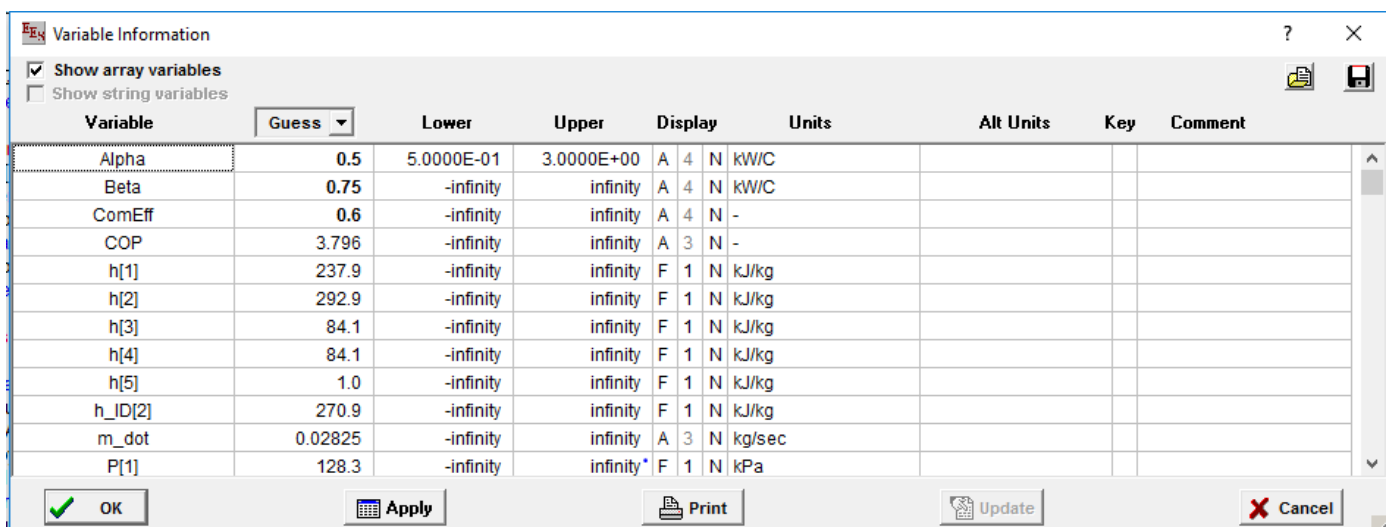 EES Variable Information ? ×
Show array variables
Show string variables
Variable Guess Lower Upper Display Units Alt Units Key Comment
Alpha 0.5 5.0000E-01 3.0000E+00 A 4 N kW/C
Beta 0.75 -infinity infinity A 4 N kW/C
ComEff 0.6 -infinity infinity A 4 N -
COP 3.796 -infinity infinity A 3 N -
h[1] 237.9 -infinity infinity F 1 N kJ/kg
h[2] 292.9 -infinity infinity F 1 N kJ/kg
h[3] 84.1 -infinity infinity F 1 N kJ/kg
h[4] 84.1 -infinity infinity F 1 N kJ/kg
h[5] 1.0 -infinity infinity F 1 N kJ/kg
h_ID[2] 270.9 -infinity infinity F 1 N kJ/kg
m_dot 0.02825 -infinity infinity A 3 N kg/sec
P[1] 128.3 -infinity infinity* F 1 N kPa
OK Apply Print Update Cancel